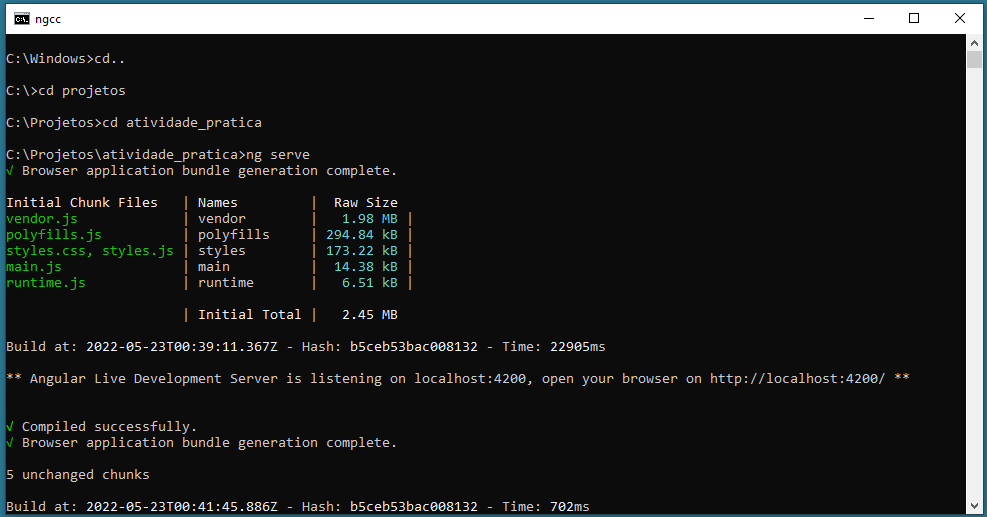 ngcc
C:\Windows>cd..
C:\>cd projetos
C:\Projetos>cd atividade_pratica
C:\Projetos\atividade_pratica>ng serve
√ Browser application bundle generation complete.
Initial Chunk Files   | Names         |  Raw Size
vendor.js             | vendor        |   1.98 MB |
polyfills.js          | polyfills     | 294.84 kB |
styles.css, styles.js | styles        | 173.22 kB |
main.js               | main          |  14.38 kB |
runtime.js            | runtime       |   6.51 kB |
                      | Initial Total |   2.45 MB
Build at: 2022-05-23T00:39:11.367Z - Hash: b5ceb53bac008132 - Time: 22905ms
** Angular Live Development Server is listening on localhost:4200, open your browser on http://localhost:4200/ **
√ Compiled successfully.
√ Browser application bundle generation complete.
5 unchanged chunks
Build at: 2022-05-23T00:41:45.886Z - Hash: b5ceb53bac008132 - Time: 702ms